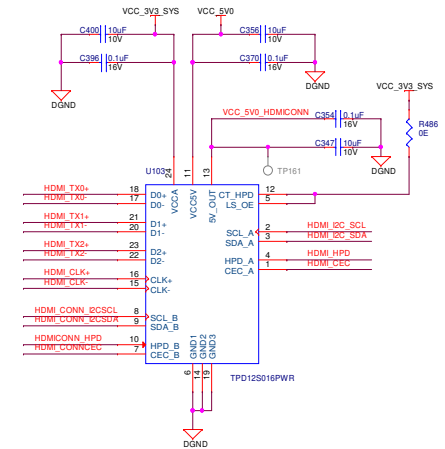 VCC_3V3_SYS
VCC_5V0
C400 10uF
10V
C396 0.1uF
16V
DGND
C356 10uF
10V
C370 0.1uF
16V
DGND
VCC_3V3_SYS
VCC_5V0_HDMICONN
C354 0.1uF
16V
C347 10uF
10V
DGND
R486
0E
TP161
U103
24
11
13
VCCA
VCC5V
5V_OUT
HDMI_TX0+ 18 D0+
HDMI_TX0- 17 D0-
HDMI_TX1+ 21 D1+
HDMI_TX1- 20 D1-
HDMI_TX2+ 23 D2+
HDMI_TX2- 22 D2-
HDMI_CLK+ 16 CLK+
HDMI_CLK- 15 CLK-
HDMI_CONN_I2CSCL 8 SCL_B
HDMI_CONN_I2CSDA 9 SDA_B
HDMICONN_HPD 10 HPD_B
HDMI_CONNCEC 7 CEC_B
CT_HPD 12
LS_OE 5
SCL_A 2 HDMI_I2C_SCL
SDA_A 3 HDMI_I2C_SDA
HPD_A 4 HDMI_HPD
CEC_A 1 HDMI_CEC
GND1
GND2
GND3
6
14
19
TPD12S016PWR
DGND